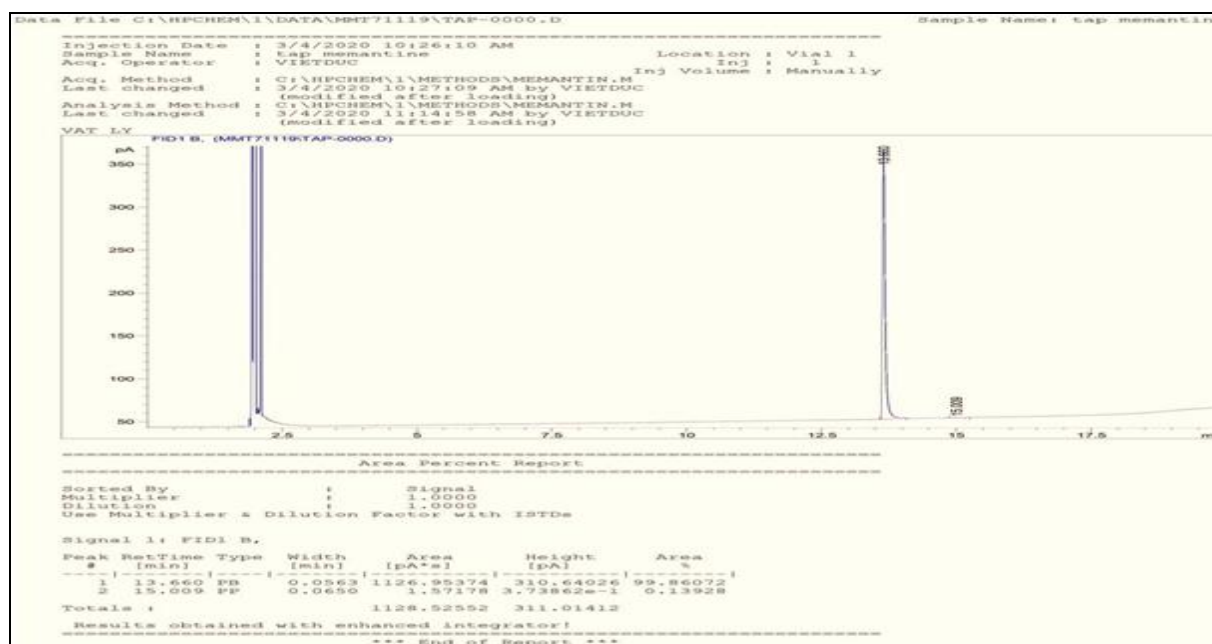 Data File C:\HPCHEM\1\DATA\MMT71119\TAP-0000.D Sample Name: tap memantin
Injection Date : 3/4/2020 10:26:10 AM
Sample Name : tap memantine Location : Vial 1
Acq. Operator : VIETDUC Inj : 1
Inj Volume : Manually
Acq. Method : C:\HPCHEM\1\METHODS\MEMANTIN.M
Last changed : 3/4/2020 10:27:09 AM by VIETDUC
(modified after loading)
Analysis Method : C:\HPCHEM\1\METHODS\MEMANTIN.M
Last changed : 3/4/2020 11:14:58 AM by VIETDUC
(modified after loading)
VAT LY
FID1 B, (MMT71119\TAP-0000.D)
pA
350
300
250
200
150
100
50
13.660
15.009
2.5 5 7.5 10 12.5 15 17.5 m
Area Percent Report
Sorted By : Signal
Multiplier : 1.0000
Dilution : 1.0000
Use Multiplier & Dilution Factor with ISTDs
Signal 1: FID1 B,
Peak RetTime Type Width Area Height Area
# [min] [min] [pA*s] [pA] %
----|-------|----|-------|----------|----------|--------|
1 13.660 PB 0.0563 1126.95374 310.64026 99.86072
2 15.009 PP 0.0650 1.57178 3.73862e-1 0.13928
Totals : 1128.52552 311.01412
Results obtained with enhanced integrator!
*** End of Report ***